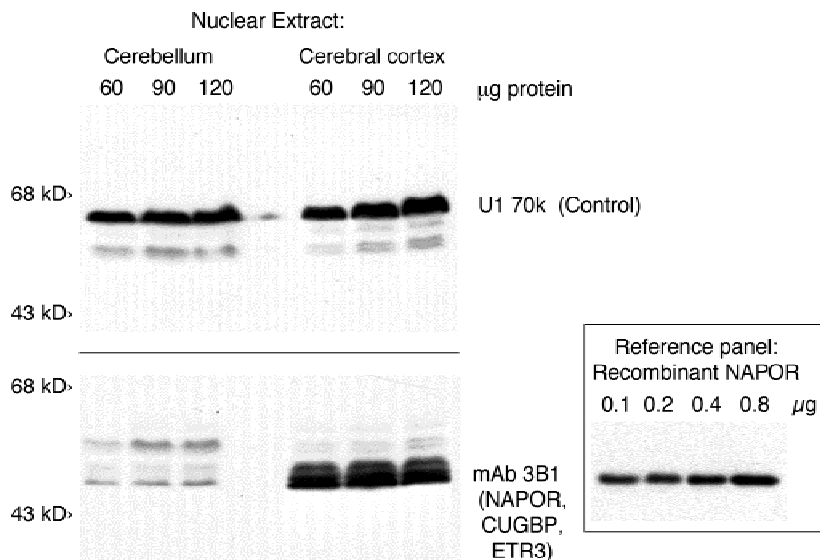 Nuclear Extract:
Cerebellum Cerebral cortex
60 90 120 60 90 120 μg protein
68 kD›
U1 70k (Control)
43 kD›
68 kD›
mAb 3B1
(NAPOR,
CUGBP,
ETR3)
43 kD›
Reference panel:
Recombinant NAPOR
0.1 0.2 0.4 0.8 μg